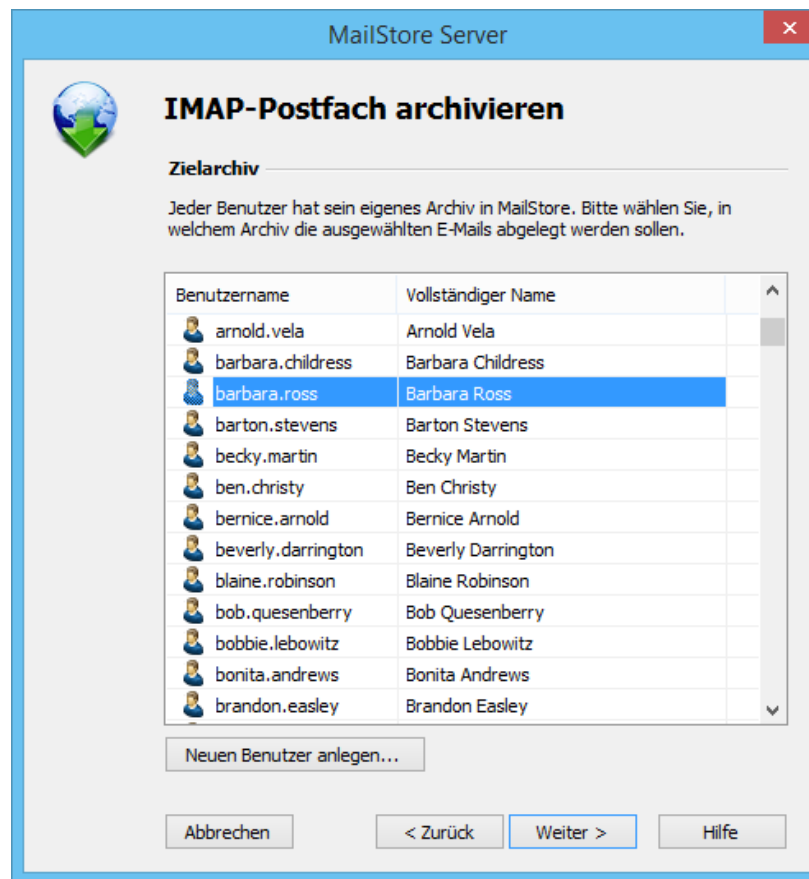 MailStore Server
IMAP-Postfach archivieren
Zielarchiv
Jeder Benutzer hat sein eigenes Archiv in MailStore. Bitte wählen Sie, in
welchem Archiv die ausgewählten E-Mails abgelegt werden sollen.
Benutzername Vollständiger Name
arnold.vela Arnold Vela
barbara.childress Barbara Childress
barbara.ross Barbara Ross
barton.stevens Barton Stevens
becky.martin Becky Martin
ben.christy Ben Christy
bernice.arnold Bernice Arnold
beverly.darrington Beverly Darrington
blaine.robinson Blaine Robinson
bob.quesenberry Bob Quesenberry
bobbie.lebowitz Bobbie Lebowitz
bonita.andrews Bonita Andrews
brandon.easley Brandon Easley
Neuen Benutzer anlegen...
Abbrechen < Zurück Weiter > Hilfe